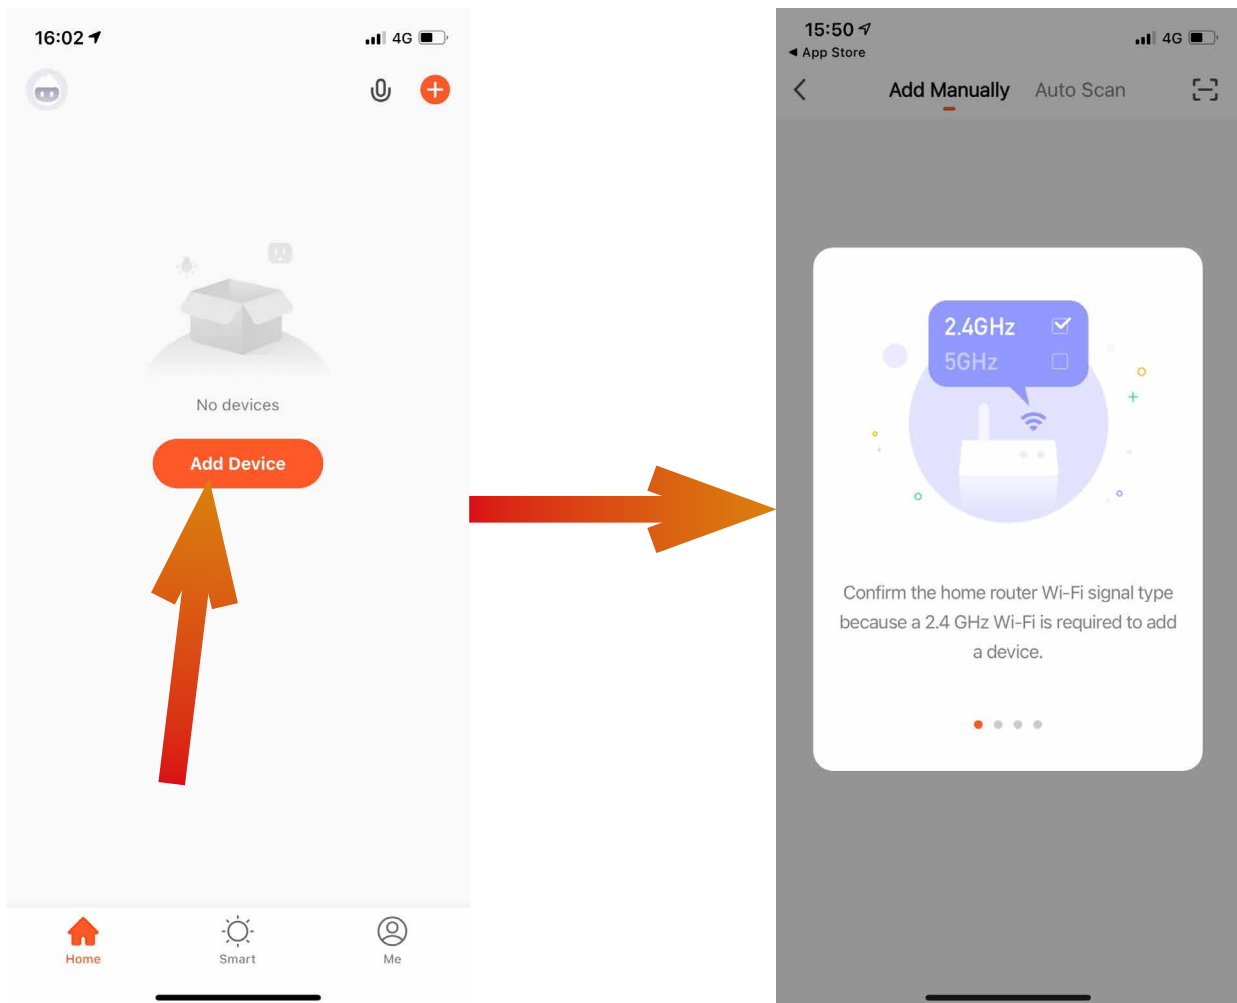 16:02
4G
No devices
Add Device
Home
Smart
Me
15:50
App Store
4G
Add Manually
Auto Scan
2.4GHz
5GHz
Confirm the home router Wi-Fi signal type
because a 2.4 GHz Wi-Fi is required to add
a device.